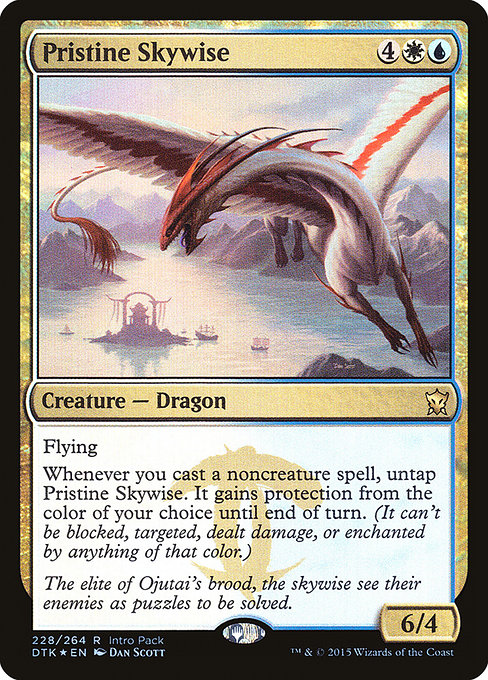 Pristine Skywise 4
Creature — Dragon
Flying
Whenever you cast a noncreature spell, untap
Pristine Skywise. It gains protection from the
color of your choice until end of turn. (It can't
be blocked, targeted, dealt damage, or enchanted
by anything of that color.)
The elite of Ojutai's brood, the skywise see their
enemies as puzzles to be solved.
6/4
228/264 R Intro Pack
DTK ★ EN Dan Scott
™ & © 2015 Wizards of the Coast